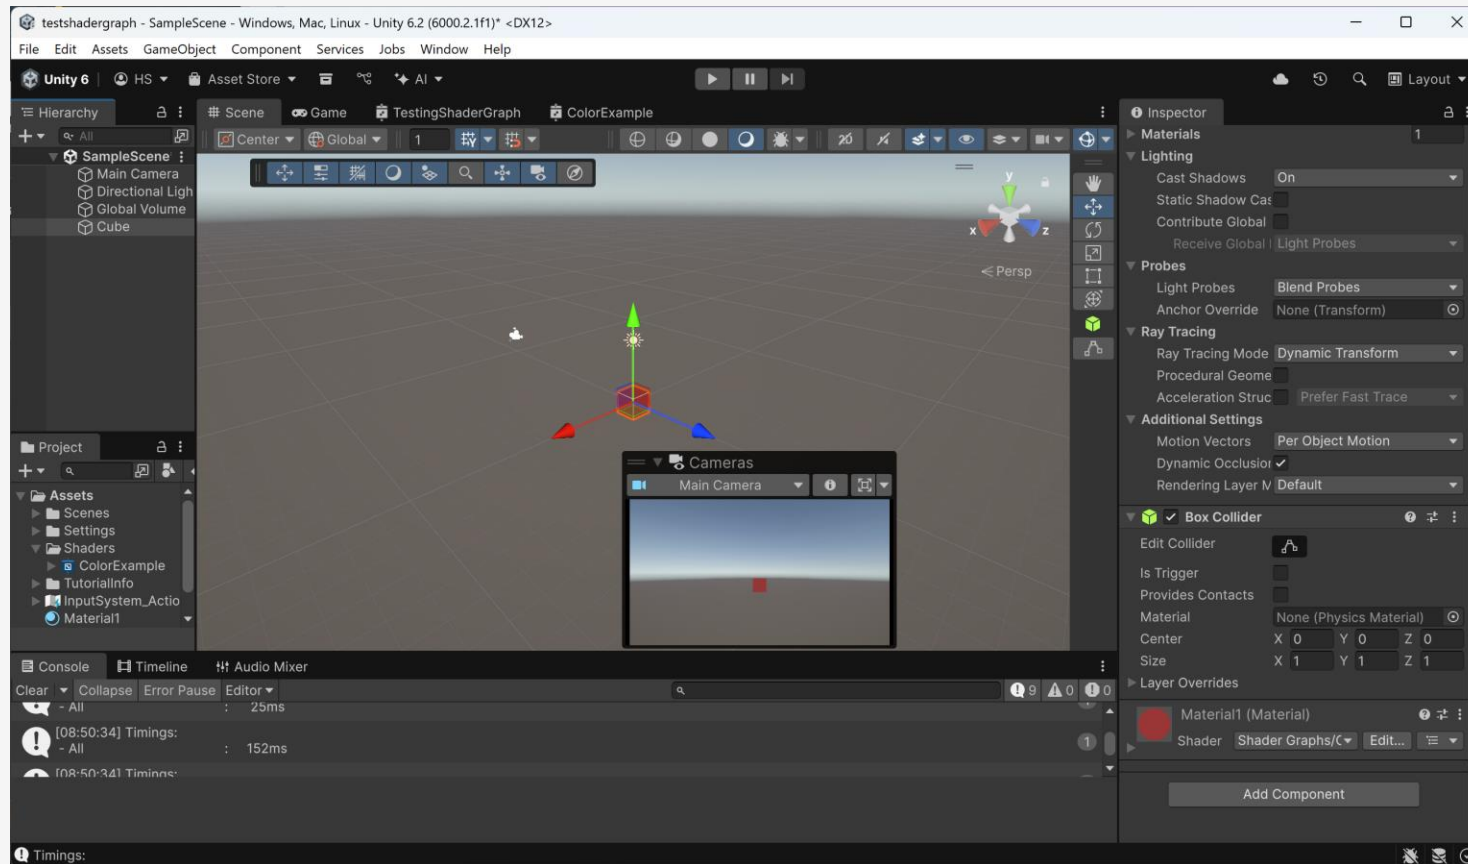 testshadergraph - SampleScene - Windows, Mac, Linux - Unity 6.2 (6000.2.1f1)* <DX12>
File Edit Assets GameObject Component Services Jobs Window Help
Unity 6 HS Asset Store AI Layout
Hierarchy
All
SampleScene
Main Camera
Directional Ligh
Global Volume
Cube
Scene Game TestingShaderGraph ColorExample
Center Global 1 2D
y
x z
Persp
Cameras
Main Camera
Project
Assets
Scenes
Settings
Shaders
ColorExample
TutorialInfo
InputSystem_Actio
Material1
Console Timeline Audio Mixer
Clear Collapse Error Pause Editor 9 0 0
- All : 25ms
[08:50:34] Timings:
- All : 152ms 1
[08:50:34] Timings:
Timings:
Inspector
Materials 1
Lighting
Cast Shadows On
Static Shadow Cas
Contribute Global
Receive Global Light Probes
Probes
Light Probes Blend Probes
Anchor Override None (Transform)
Ray Tracing
Ray Tracing Mode Dynamic Transform
Procedural Geome
Acceleration Struc Prefer Fast Trace
Additional Settings
Motion Vectors Per Object Motion
Dynamic Occlusion
Rendering Layer M Default
Box Collider
Edit Collider
Is Trigger
Provides Contacts
Material None (Physics Material)
Center X 0 Y 0 Z 0
Size X 1 Y 1 Z 1
Layer Overrides
Material1 (Material)
Shader Shader Graphs/C Edit...
Add Component